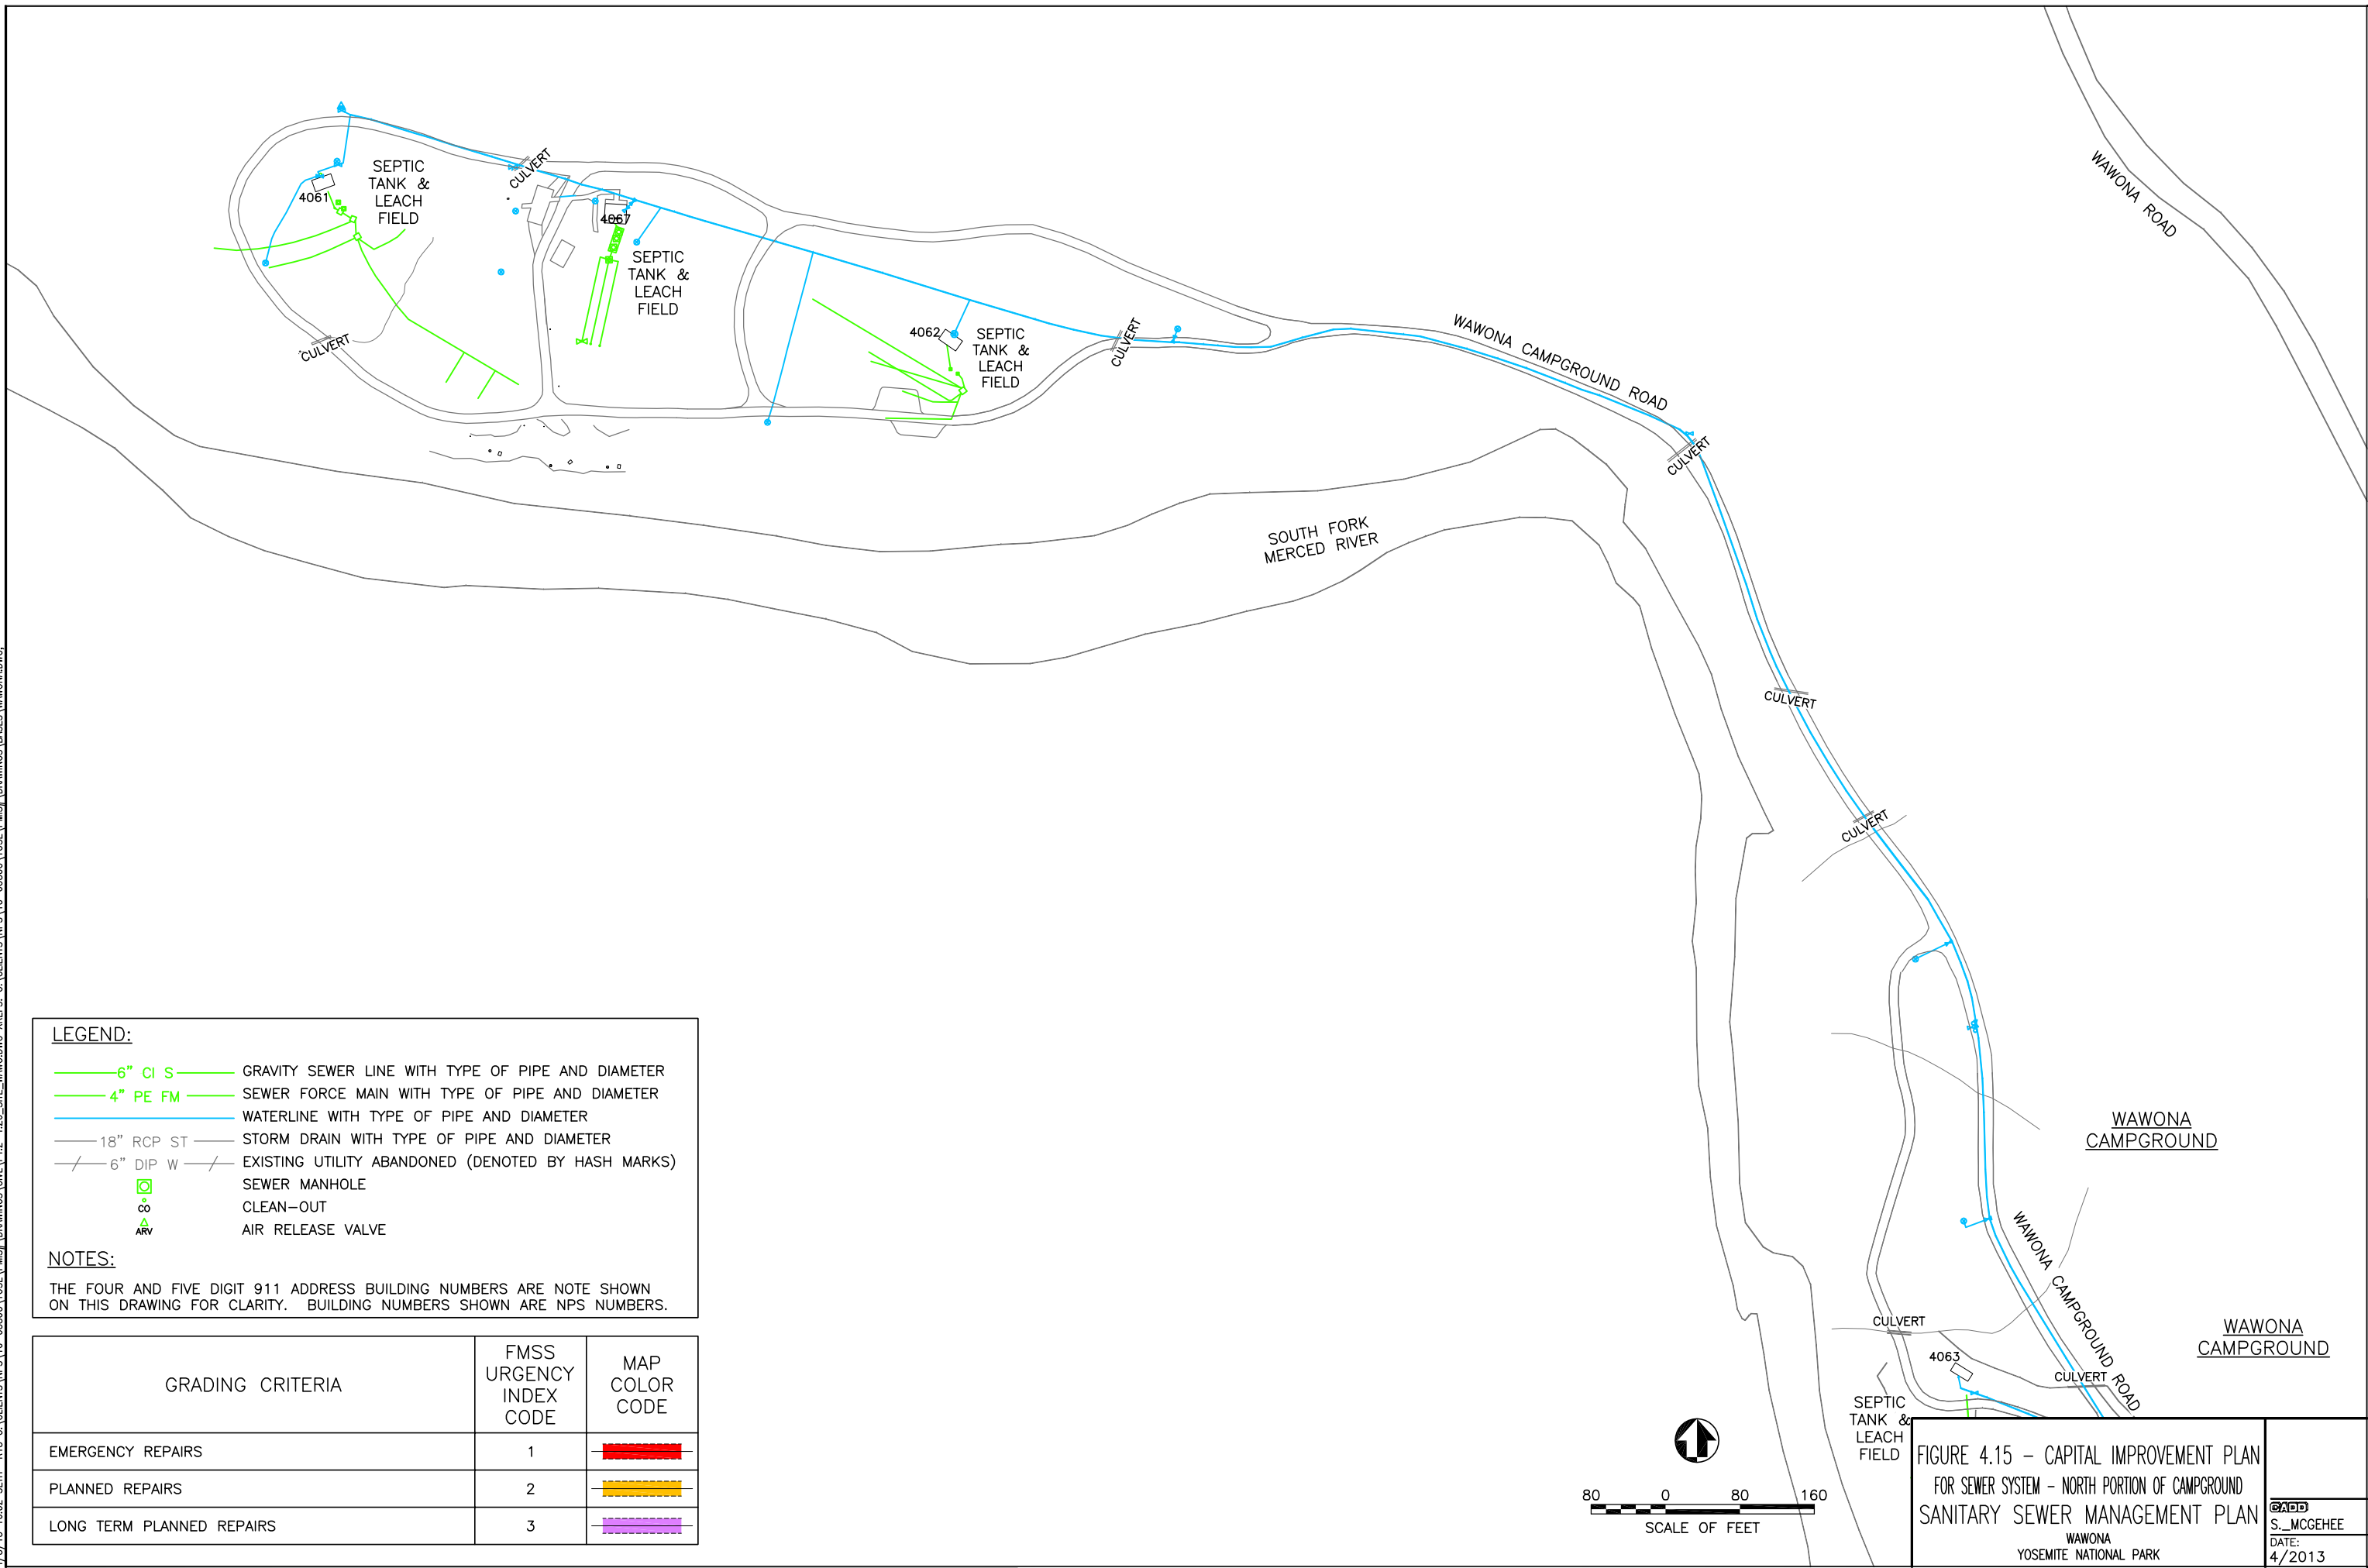 WAWONA ROAD
CULVERT
SEPTIC
TANK &
LEACH
FIELD
4061
4067
SEPTIC
TANK &
LEACH
FIELD
CULVERT
4062
SEPTIC
TANK &
LEACH
FIELD
CULVERT
WAWONA CAMPGROUND ROAD
CULVERT
SOUTH FORK
MERCED RIVER
CULVERT
CULVERT
WAWONA
CAMPGROUND
WAWONA CAMPGROUND ROAD
WAWONA
CAMPGROUND
CULVERT
4063
CULVERT
SEPTIC
TANK &
LEACH
FIELD
LEGEND:
6" CI S GRAVITY SEWER LINE WITH TYPE OF PIPE AND DIAMETER
4" PE FM SEWER FORCE MAIN WITH TYPE OF PIPE AND DIAMETER
WATERLINE WITH TYPE OF PIPE AND DIAMETER
18" RCP ST STORM DRAIN WITH TYPE OF PIPE AND DIAMETER
6" DIP W EXISTING UTILITY ABANDONED (DENOTED BY HASH MARKS)
SEWER MANHOLE
CO CLEAN-OUT
ARV AIR RELEASE VALVE
NOTES:
THE FOUR AND FIVE DIGIT 911 ADDRESS BUILDING NUMBERS ARE NOTE SHOWN
ON THIS DRAWING FOR CLARITY. BUILDING NUMBERS SHOWN ARE NPS NUMBERS.
GRADING CRITERIA
FMSS
URGENCY
INDEX
CODE
MAP
COLOR
CODE
EMERGENCY REPAIRS 1
PLANNED REPAIRS 2
LONG TERM PLANNED REPAIRS 3
80 0 80 160
SCALE OF FEET
FIGURE 4.15 - CAPITAL IMPROVEMENT PLAN
FOR SEWER SYSTEM - NORTH PORTION OF CAMPGROUND
SANITARY SEWER MANAGEMENT PLAN
WAWONA
YOSEMITE NATIONAL PARK
CADD
S._MCGEHEE
DATE:
4/2013